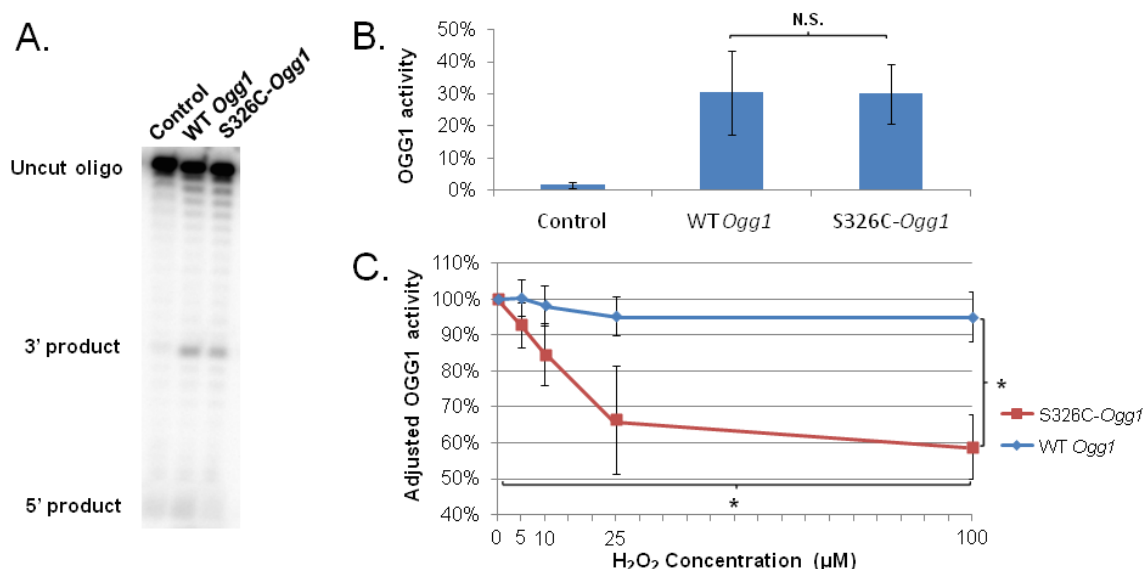 A.
Control
WT Ogg1
S326C-Ogg1
Uncut oligo
3' product
5' product
B.
N.S.
50%
40%
30%
20%
10%
0%
OGG1 activity
Control
WT Ogg1
S326C-Ogg1
C.
110%
100%
90%
80%
70%
60%
50%
40%
Adjusted OGG1 activity
*
*
S326C-Ogg1
WT Ogg1
0 5 10 25 100
H₂O₂ Concentration (µM)